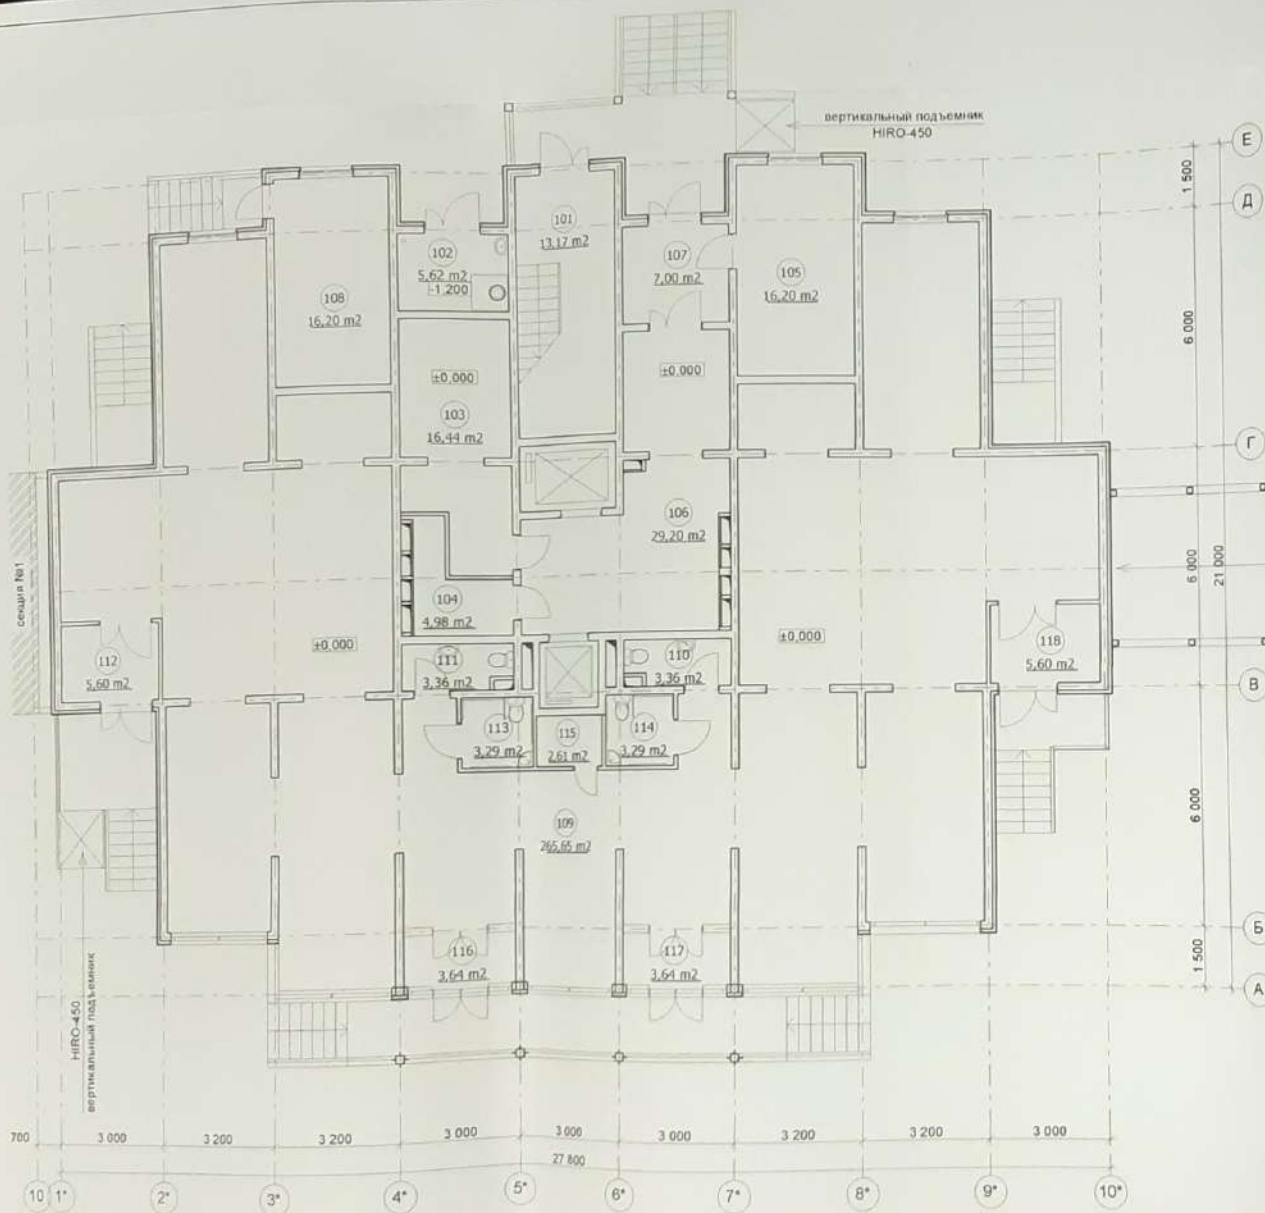 вертикальный подъемник
HIRO-450
Е
1 500
Д
101
13,17 m2
102
5,62 m2
-1.200
107
7,00 m2
105
16,20 m2
108
16,20 m2
6 000
±0,000
±0,000
103
16,44 m2
Г
106
29,20 m2
секция №1
6 000
21 000
104
4,98 m2
±0,000
±0,000
112
5,60 m2
111
3,36 m2
110
3,36 m2
118
5,60 m2
В
113
3,29 m2
115
2,61 m2
114
3,29 m2
6 000
109
265,65 m2
Б
116
3,64 m2
117
3,64 m2
1 500
А
HIRO-450
вертикальный подъемник
700
3 000
3 200
3 200
3 000
3 000
3 000
3 200
3 200
3 000
27 800
10
1*
2*
3*
4*
5*
6*
7*
8*
9*
10*